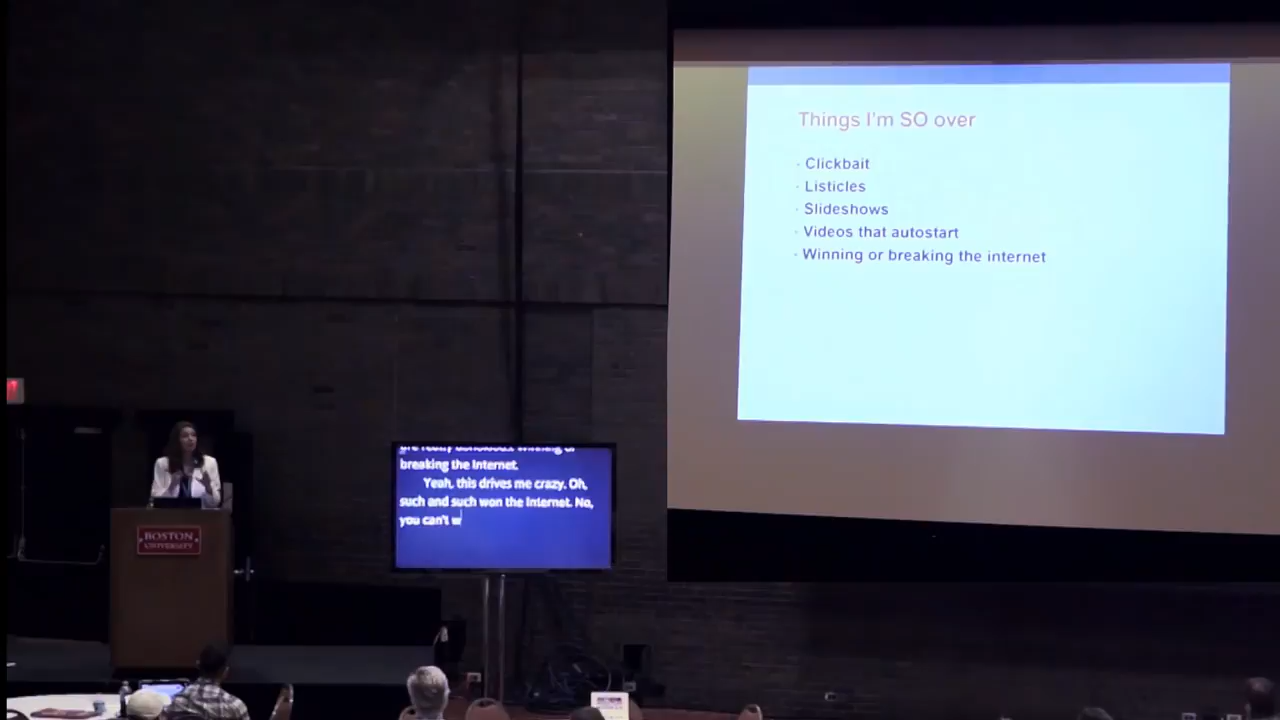 Things I'm SO over
· Clickbait
· Listicles
· Slideshows
· Videos that autostart
· Winning or breaking the internet
breaking the Internet.
Yeah, this drives me crazy. Oh,
such and such won the Internet. No,
you can't w
BOSTON
UNIVERSITY